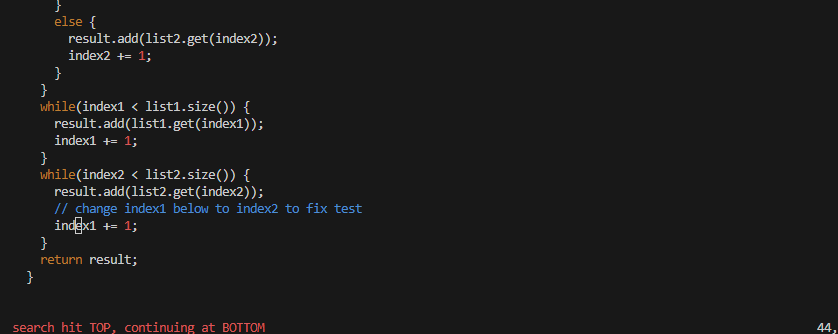 }
else {
result.add(list2.get(index2));
index2 += 1;
}
}
while(index1 < list1.size()) {
result.add(list1.get(index1));
index1 += 1;
}
while(index2 < list2.size()) {
result.add(list2.get(index2));
// change index1 below to index2 to fix test
index1 += 1;
}
return result;
}
search hit TOP, continuing at BOTTOM 44,